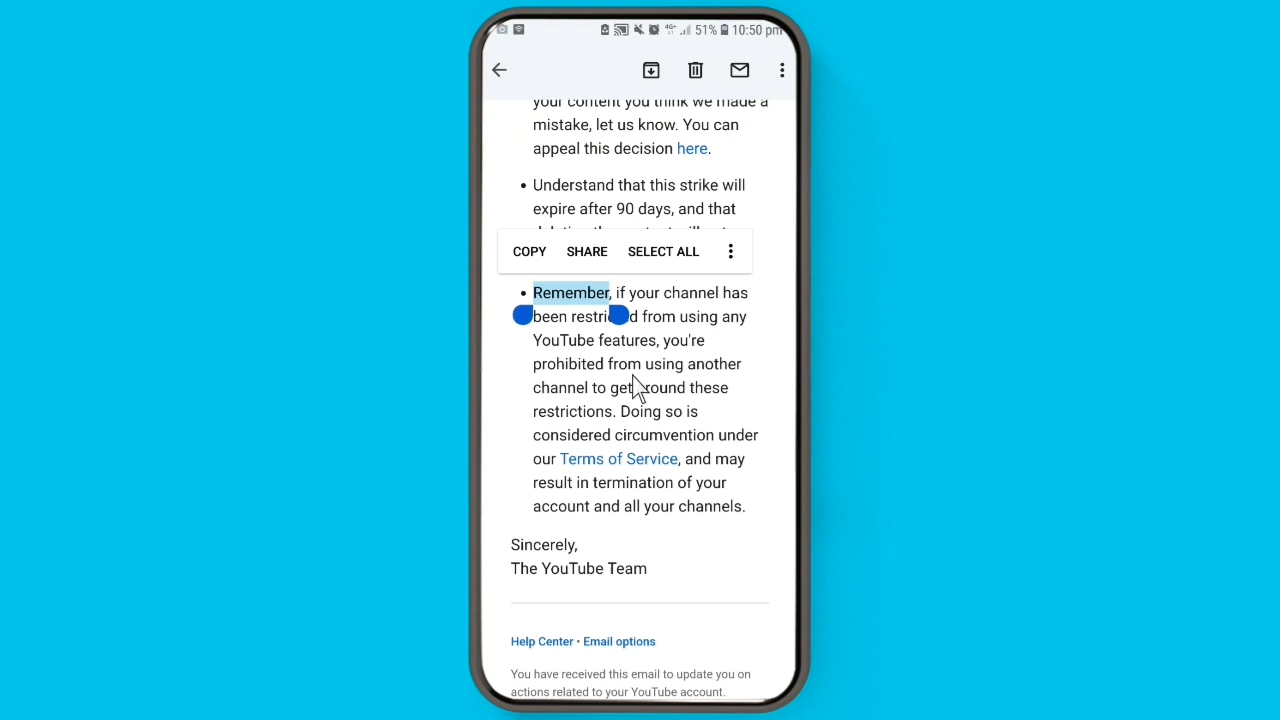 4G+ 51% 10:50 pm
your content you think we made a
mistake, let us know. You can
appeal this decision here.
• Understand that this strike will
expire after 90 days, and that
COPY SHARE SELECT ALL
• Remember, if your channel has
been restricted from using any
YouTube features, you're
prohibited from using another
channel to get around these
restrictions. Doing so is
considered circumvention under
our Terms of Service, and may
result in termination of your
account and all your channels.
Sincerely,
The YouTube Team
Help Center • Email options
You have received this email to update you on
actions related to your YouTube account.